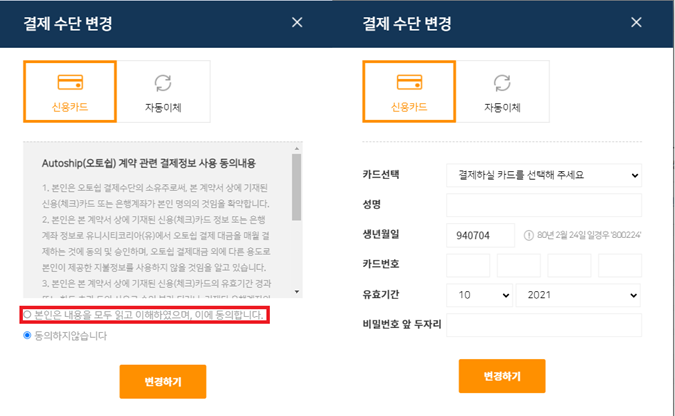 결제 수단 변경
신용카드
자동이체
Autoship(오토쉽) 계약 관련 결제정보 사용 동의내용
1. 본인은 오토쉽 결제수단의 소유주로써, 본 계약서 상에 기재된
신용(체크)카드 또는 은행계좌가 본인 명의의 것임을 확약합니다.
2. 본인은 본 계약서 상에 기재된 신용(체크)카드 정보 또는 은행
계좌 정보로 유니시티코리아(유)에서 오토쉽 결제 대금을 매월 결
제하는 것에 동의 및 승인하며, 오토쉽 결제대금 외에 다른 용도로
본인이 제공한 지불정보를 사용하지 않을 것임을 알고 있습니다.
3. 본인은 본 계약서 상에 기재된 신용(체크)카드의 유효기간 경과
본인은 내용을 모두 읽고 이해하였으며, 이에 동의합니다.
동의하지않습니다
변경하기
결제 수단 변경
신용카드
자동이체
카드선택 결제하실 카드를 선택해 주세요
성명
생년월일 940704 80년 2월 24일 일경우 '800224'
카드번호
유효기간 10 2021
비밀번호 앞 두자리
변경하기